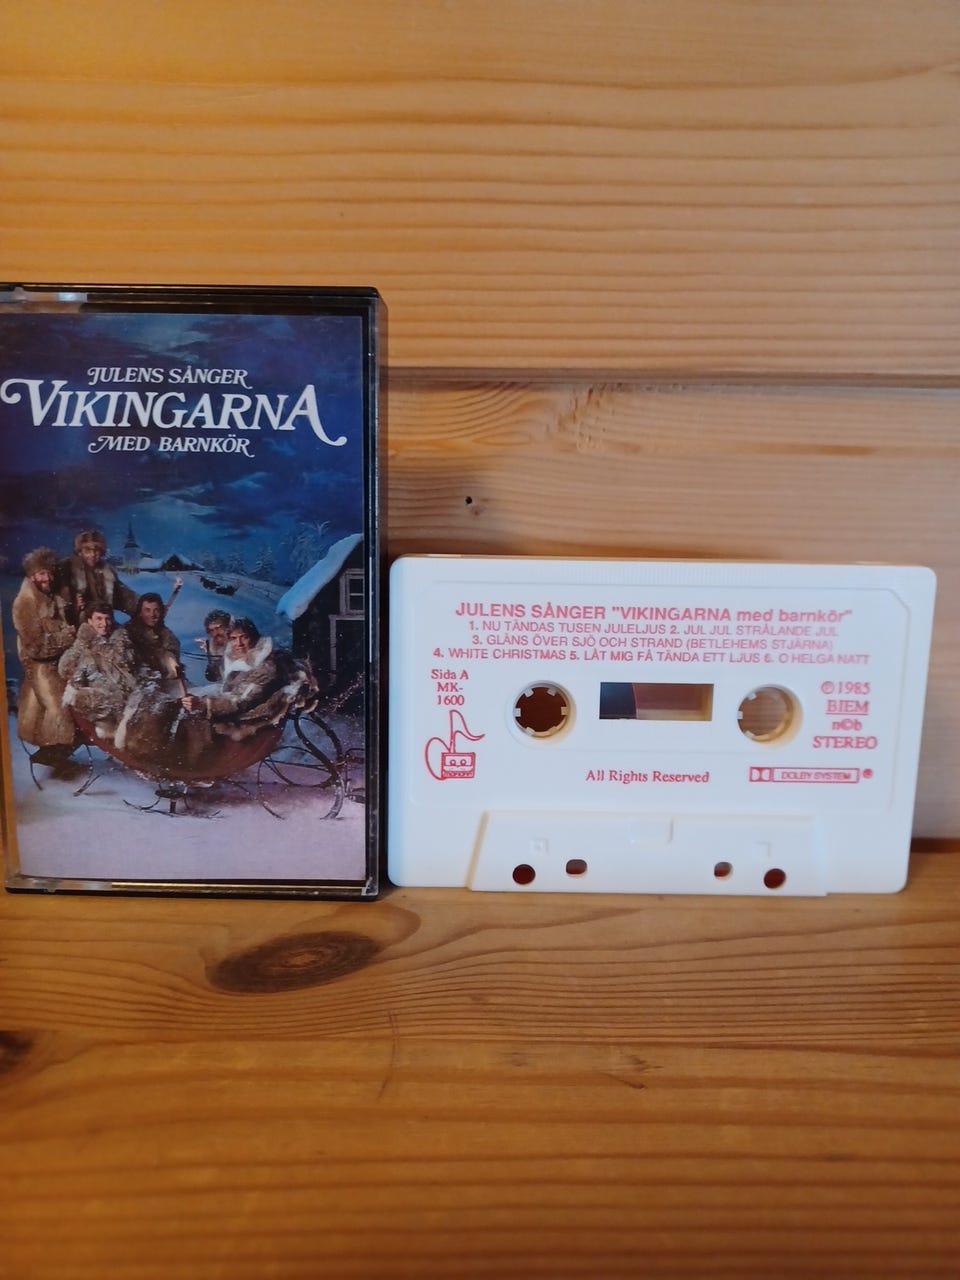 JULENS SÅNGER
VIKINGARNA
MED BARNKÖR
JULENS SÅNGER "VIKINGARNA med barnkör"
1. NU TÄNDAS TUSEN JULELJUS 2. JUL JUL STRÅLANDE JUL
3. GLÄNS ÖVER SJÖ OCH STRAND (BETLEHEMS STJÄRNA)
4. WHITE CHRISTMAS 5. LÅT MIG FÅ TÄNDA ETT LJUS 6. O HELGA NATT
Sida A
MK-
1600
℗1985
BIEM
n©b
STEREO
All Rights Reserved
DOLBY SYSTEM ®